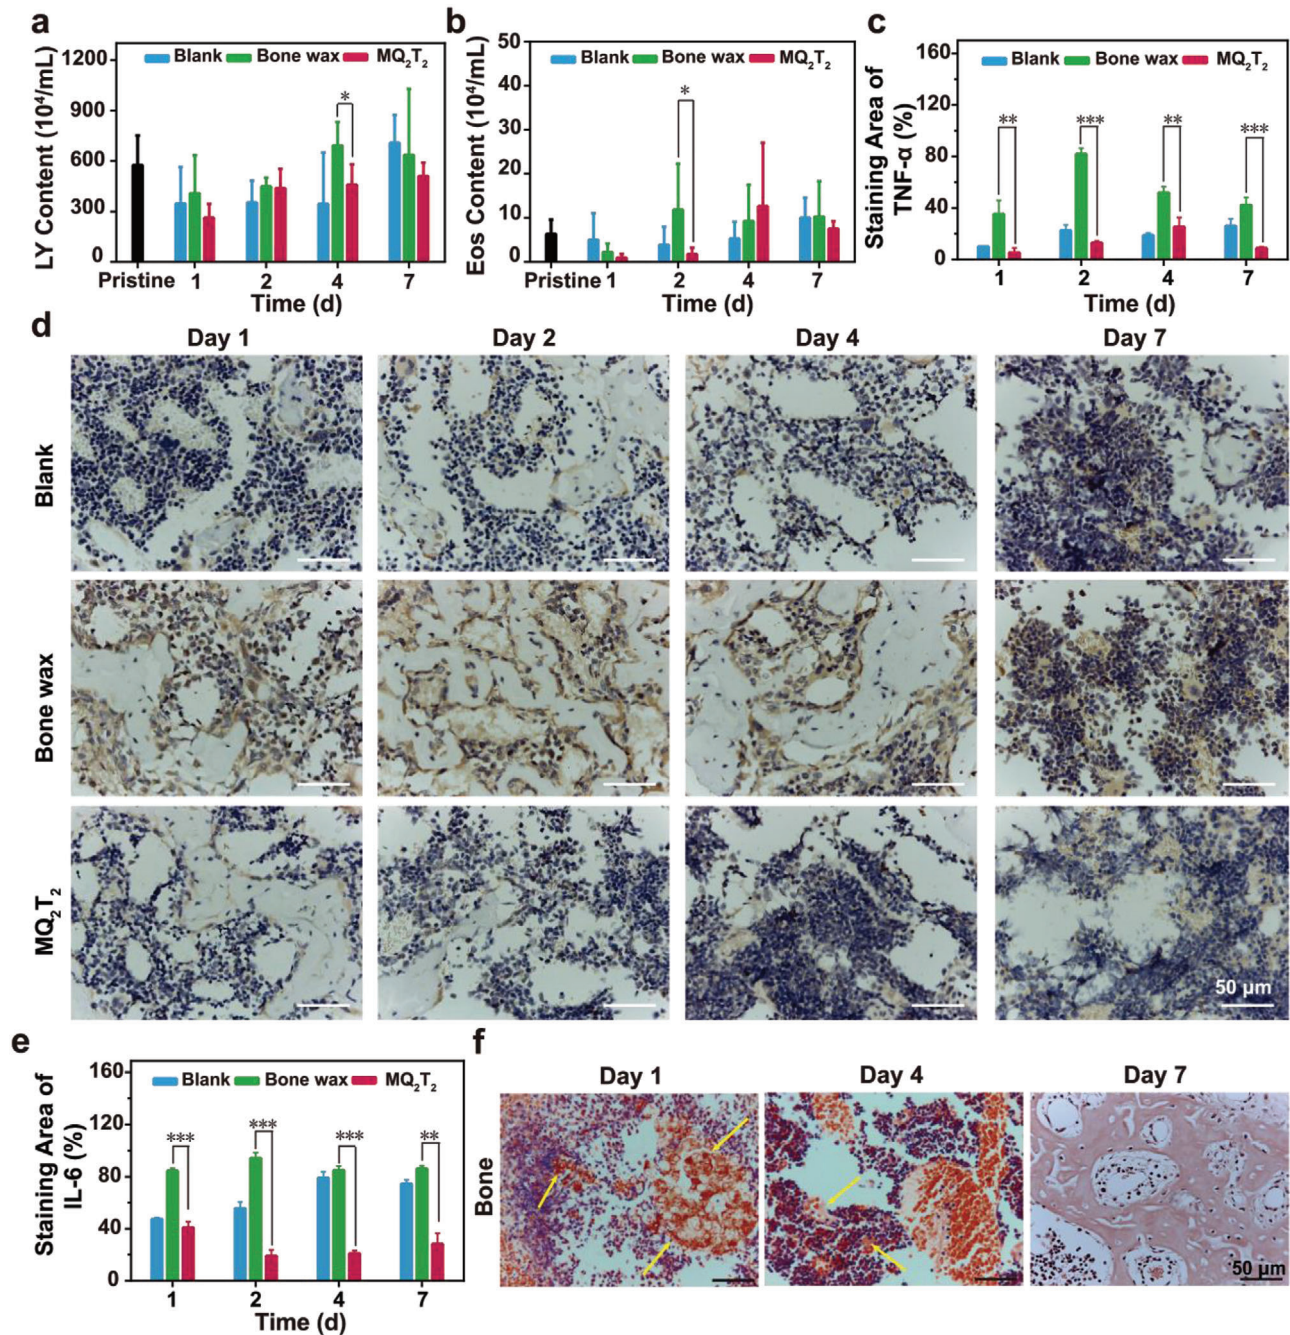 a
LY Content (10⁴/mL)
1200
900
600
300
0
Blank Bone wax MQ₂T₂
*
Pristine 1 2 4 7
Time (d)
b
Eos Content (10⁴/mL)
50
40
30
20
10
0
Blank Bone wax MQ₂T₂
*
Pristine 1 2 4 7
Time (d)
c
Staining Area of
TNF-α (%)
160
120
80
40
0
Blank Bone wax MQ₂T₂
** *** ** ***
1 2 4 7
Time (d)
d
Day 1 Day 2 Day 4 Day 7
Blank
Bone wax
MQ₂T₂
50 μm
e
Staining Area of
IL-6 (%)
160
120
80
40
0
Blank Bone wax MQ₂T₂
*** *** *** **
1 2 4 7
Time (d)
f
Day 1 Day 4 Day 7
Bone
50 μm